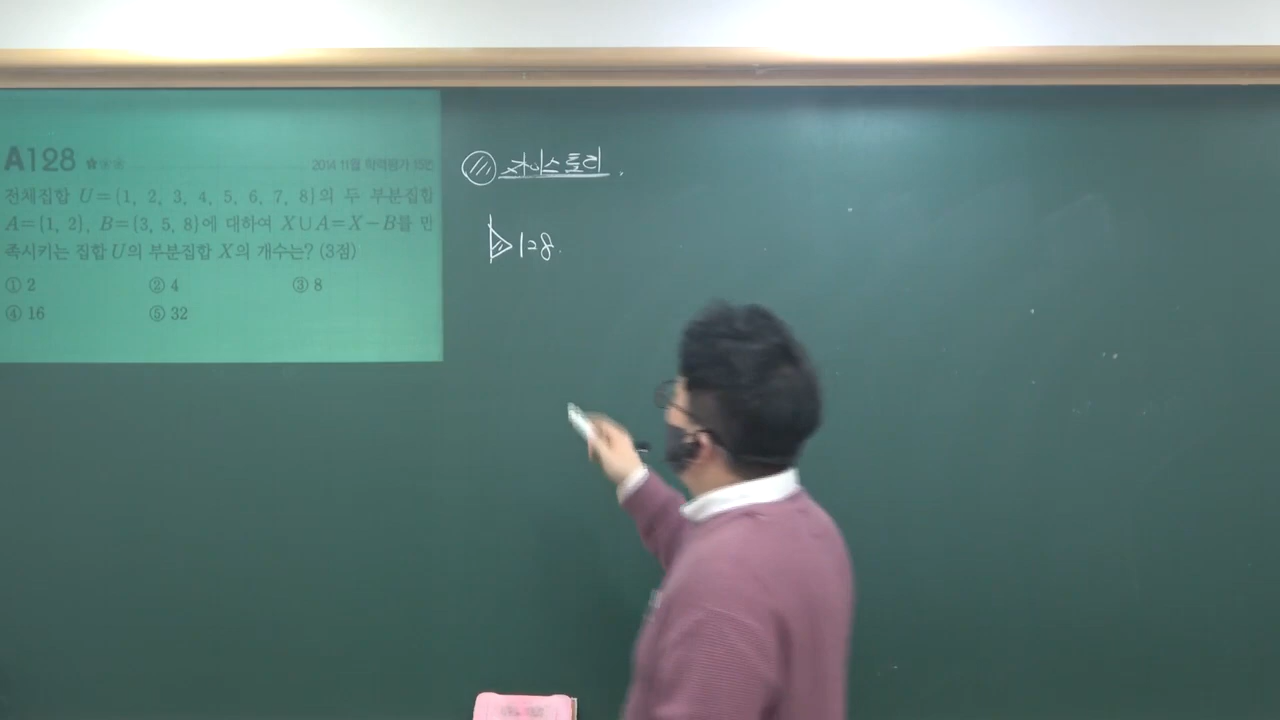 A128
2014 11월 학력평가 15번
전체집합 U={1, 2, 3, 4, 5, 6, 7, 8}의 두 부분집합
A={1, 2}, B={3, 5, 8}에 대하여 X∪A=X-B를 만
족시키는 집합 U의 부분집합 X의 개수는? (3점)
① 2 ② 4 ③ 8
④ 16 ⑤ 32
자이스토리.
128.